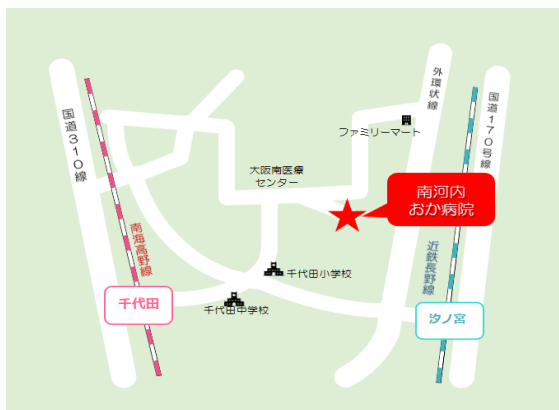 国道310線
南海高野線
千代田
大阪南医療
センター
千代田小学校
千代田中学校
ファミリーマート
外環状線
国道170号線
南河内
おか病院
近鉄長野線
汐ノ宮